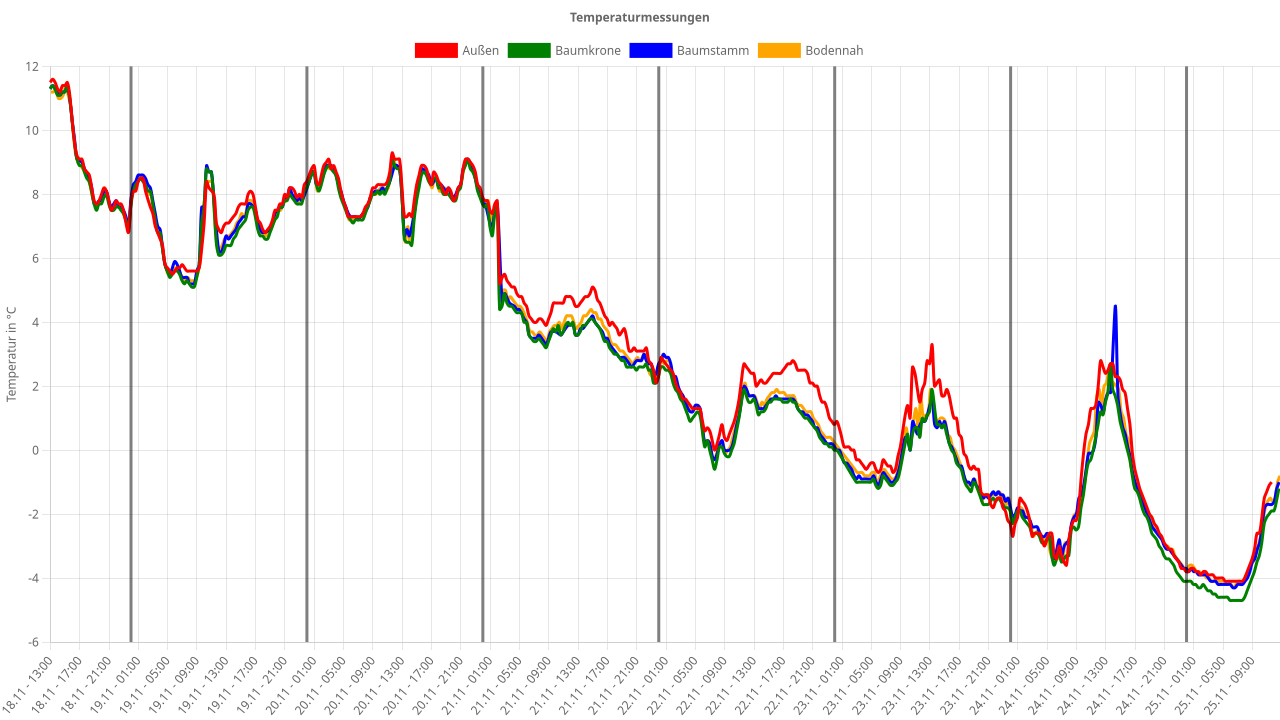 Temperaturmessungen
Außen Baumkrone Baumstamm Bodennah
Temperatur in °C
12
10
8
6
4
2
0
-2
-4
-6
18.11 - 13:00
18.11 - 17:00
18.11 - 21:00
19.11 - 01:00
19.11 - 05:00
19.11 - 09:00
19.11 - 13:00
19.11 - 17:00
19.11 - 21:00
20.11 - 01:00
20.11 - 05:00
20.11 - 09:00
20.11 - 13:00
20.11 - 17:00
20.11 - 21:00
21.11 - 01:00
21.11 - 05:00
21.11 - 09:00
21.11 - 13:00
21.11 - 17:00
21.11 - 21:00
22.11 - 01:00
22.11 - 05:00
22.11 - 09:00
22.11 - 13:00
22.11 - 17:00
22.11 - 21:00
23.11 - 01:00
23.11 - 05:00
23.11 - 09:00
23.11 - 13:00
23.11 - 17:00
23.11 - 21:00
24.11 - 01:00
24.11 - 05:00
24.11 - 09:00
24.11 - 13:00
24.11 - 17:00
24.11 - 21:00
25.11 - 01:00
25.11 - 05:00
25.11 - 09:00